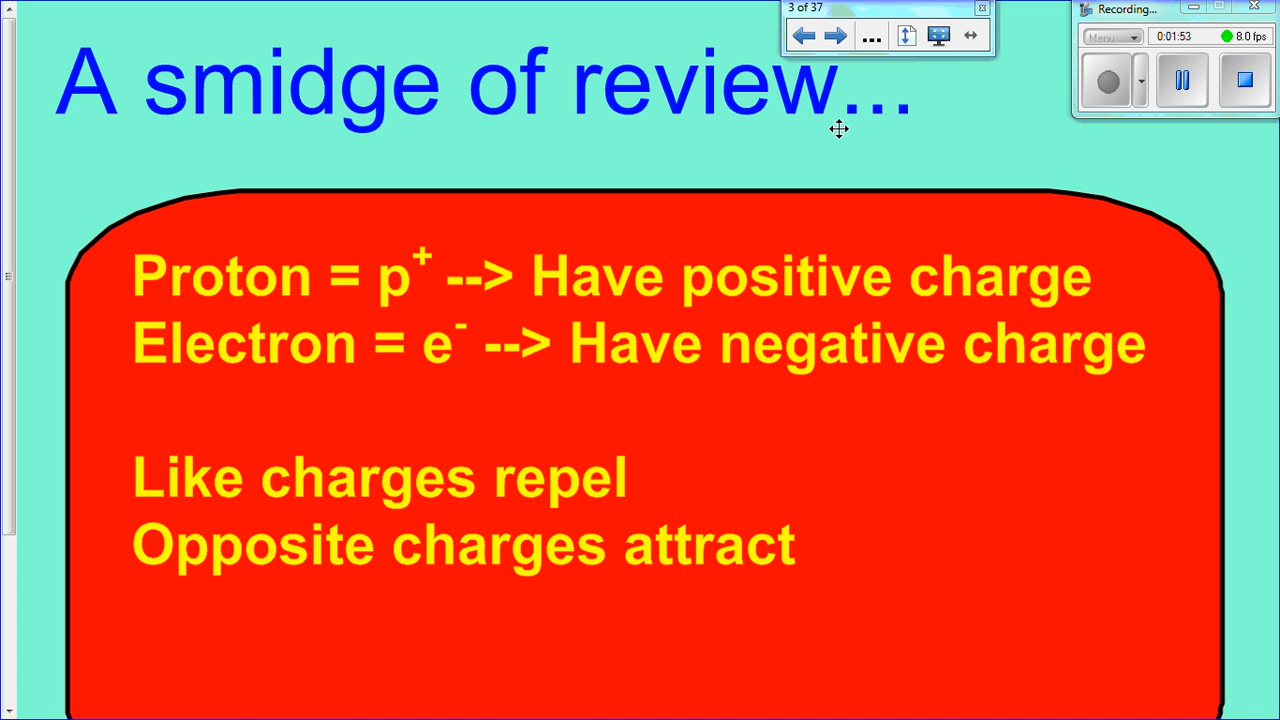 3 of 37
Recording...
Menu
0:01:53
8.0 fps
A smidge of review...
Proton = p⁺ --> Have positive charge
Electron = e⁻ --> Have negative charge
Like charges repel
Opposite charges attract